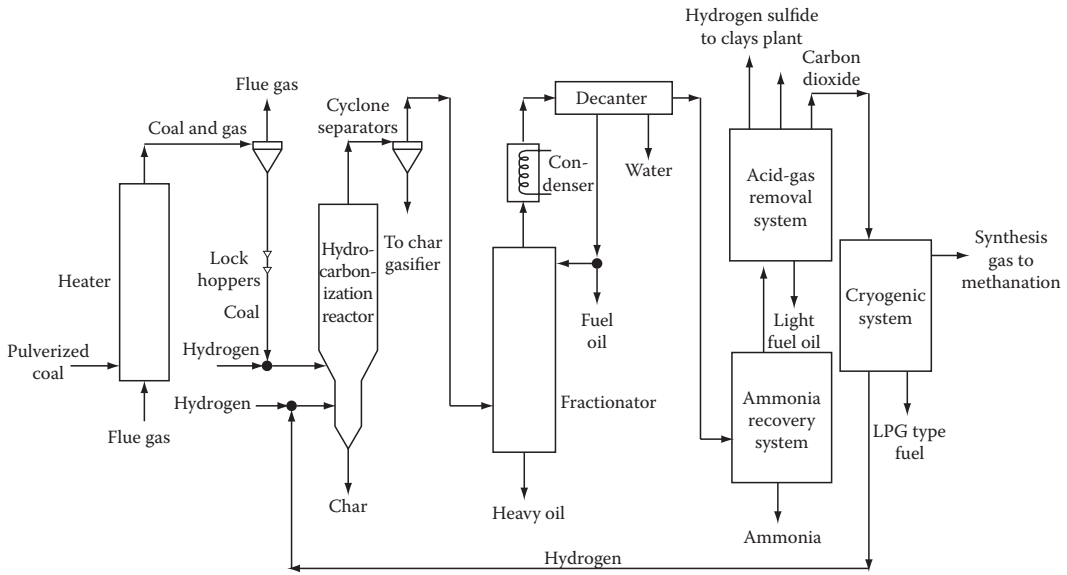 Hydrogen sulfide
to clays plant
Carbon
dioxide
Flue gas
Cyclone
separators
Decanter
Coal and gas
Con-
denser
Water
Acid-gas
removal
system
Heater
Lock
hoppers
Hydro-
carbon-
ization
reactor
To char
gasifier
Synthesis
gas to
methanation
Cryogenic
system
Coal
Fuel
oil
Light
fuel oil
Pulverized
coal
Hydrogen
Hydrogen
Fractionator
Ammonia
recovery
system
Flue gas
LPG type
fuel
Char
Heavy oil
Ammonia
Hydrogen